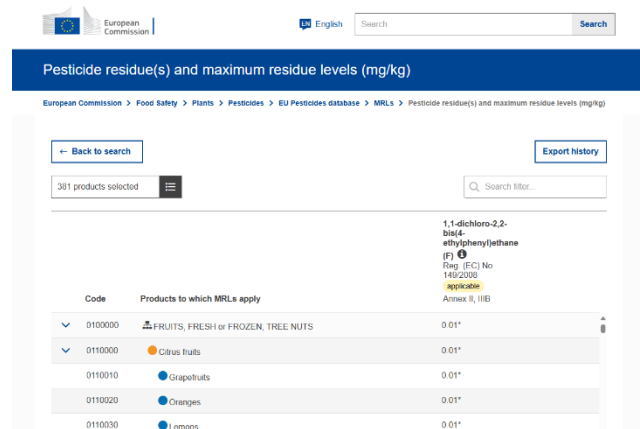 European
Commission
EN English
Search
Search
Pesticide residue(s) and maximum residue levels (mg/kg)
European Commission > Food Safety > Plants > Pesticides > EU Pesticides database > MRLs > Pesticide residue(s) and maximum residue levels (mg/kg)
← Back to search
Export history
381 products selected
Search filter...
1,1-dichloro-2,2-
bis(4-
ethylphenyl)ethane
(F)
Reg. (EC) No
149/2008
applicable
Code Products to which MRLs apply Annex II, IIIB
0100000 FRUITS, FRESH or FROZEN, TREE NUTS 0.01*
0110000 Citrus fruits 0.01*
0110010 Grapefruits 0.01*
0110020 Oranges 0.01*
0110030 Lemons 0.01*